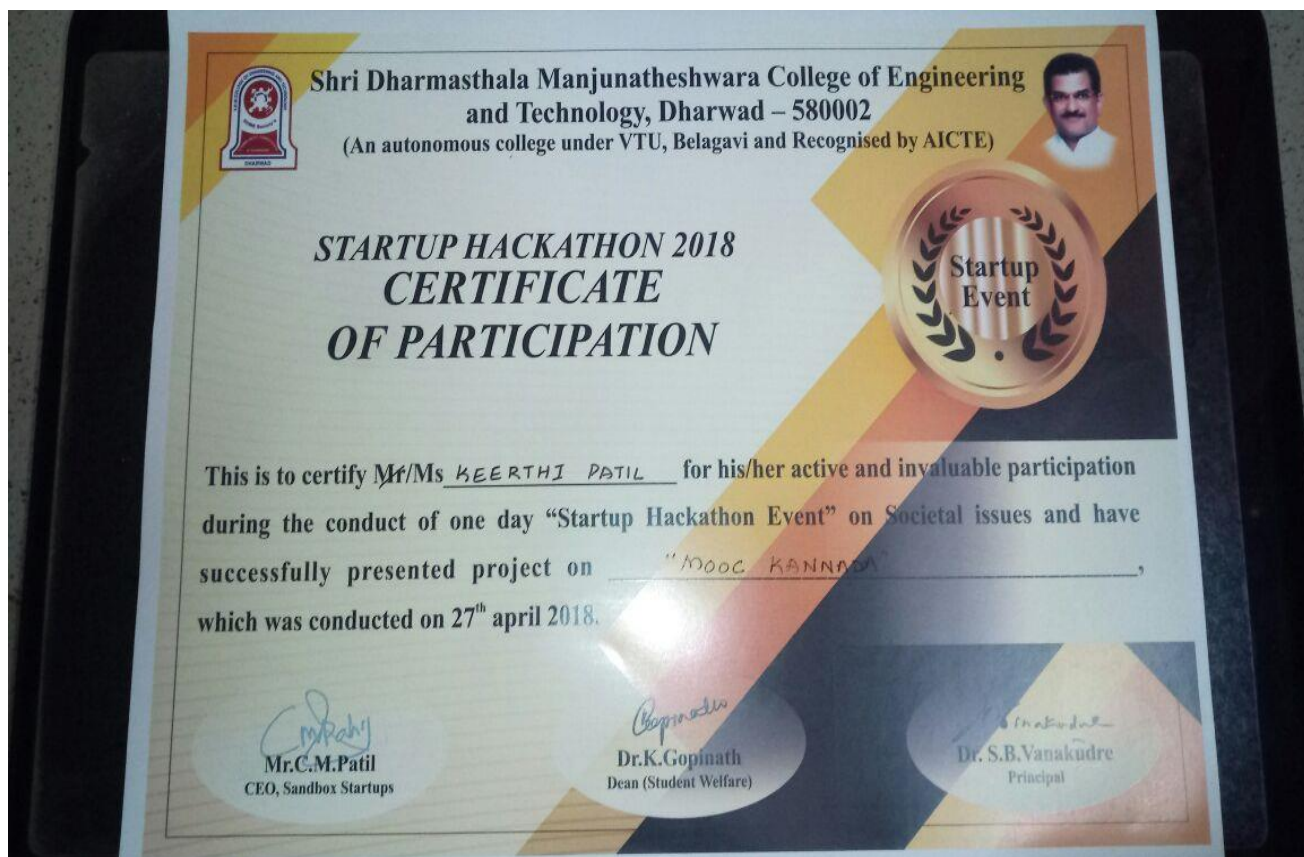 Shri Dharmasthala Manjunatheshwara College of Engineering
and Technology, Dharwad – 580002
(An autonomous college under VTU, Belagavi and Recognised by AICTE)
DHARWAD
STARTUP HACKATHON 2018
CERTIFICATE
OF PARTICIPATION
Startup
Event
This is to certify Mr/Ms KEERTHI PATIL for his/her active and invaluable participation
during the conduct of one day “Startup Hackathon Event” on Societal issues and have
successfully presented project on "MOOC KANNADA",
which was conducted on 27th april 2018.
Mr.C.M.Patil
CEO, Sandbox Startups
Dr.K.Gopinath
Dean (Student Welfare)
Dr. S.B.Vanakudre
Principal